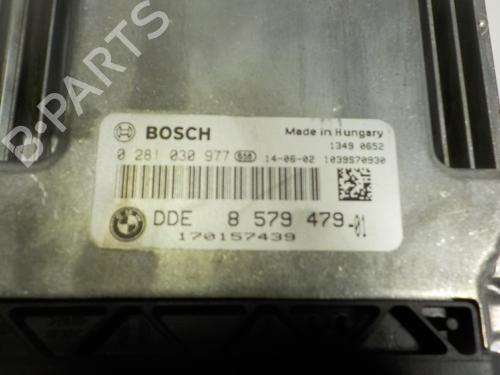 B-PARTS
BOSCH
Made in Hungary
1349 0652
0 281 030 977 14-06-02 1039S70930
DDE 8 579 479-01
170157439